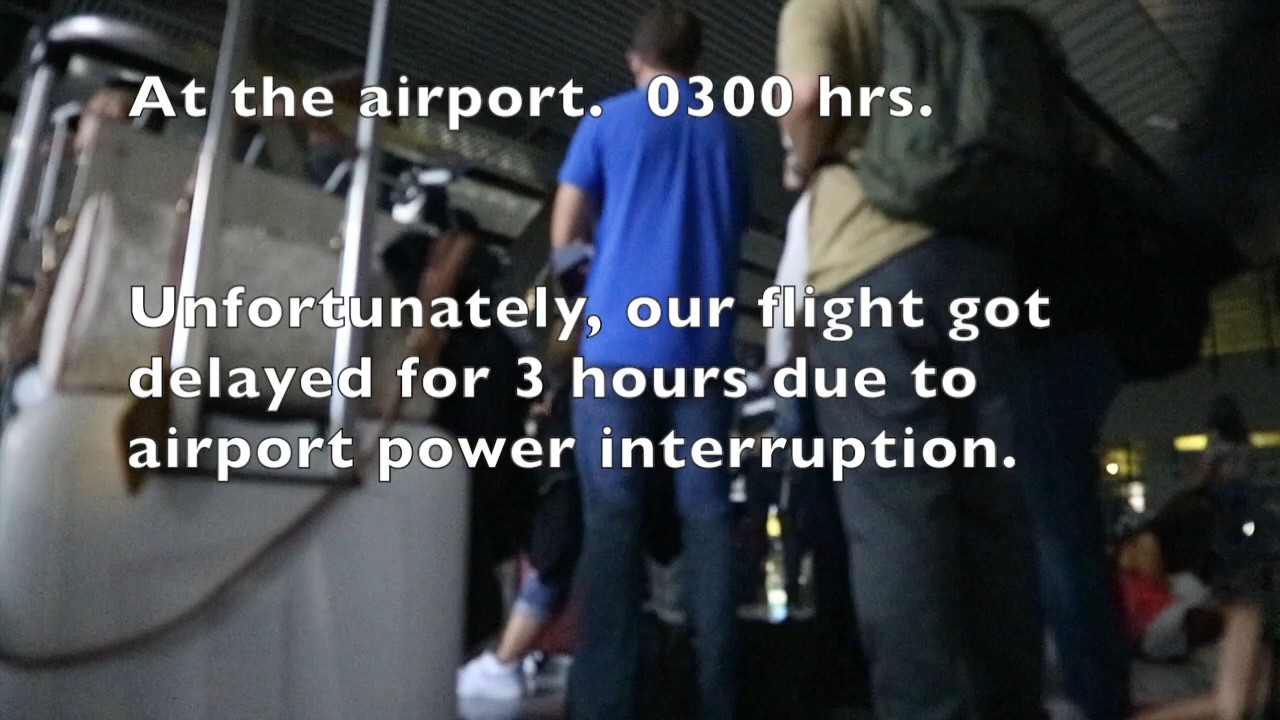 At the airport.  0300 hrs.
Unfortunately, our flight got
delayed for 3 hours due to
airport power interruption.